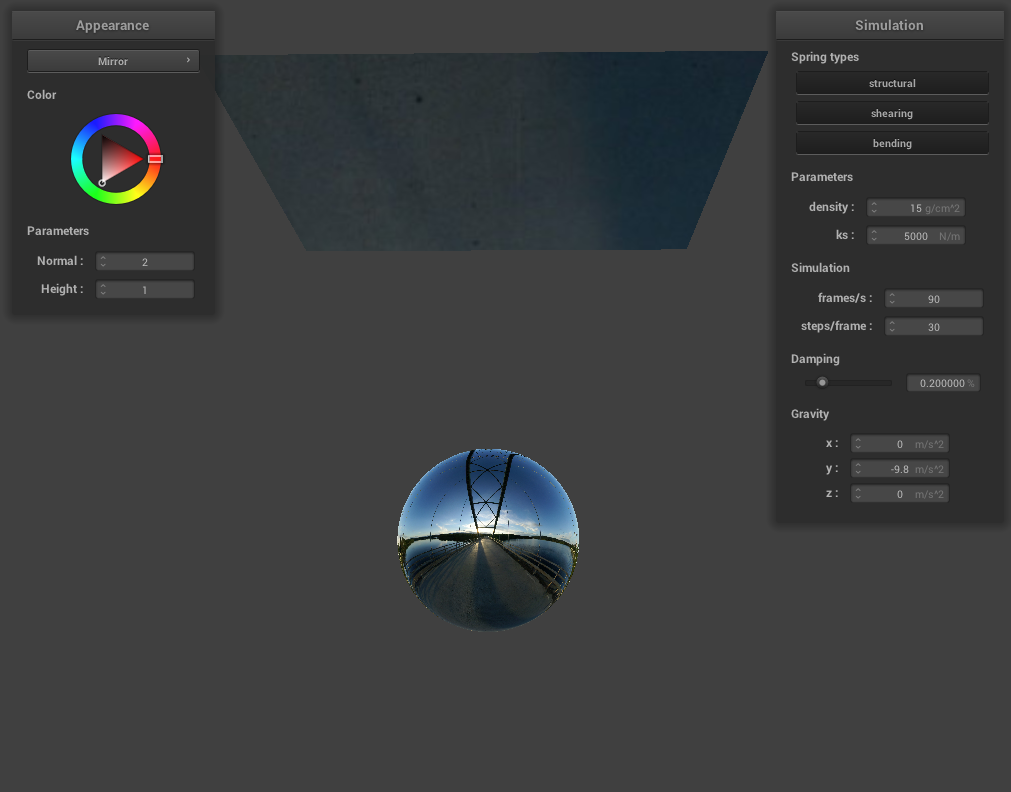 Appearance
Mirror ›
Color
Parameters
Normal : 2
Height : 1
Simulation
Spring types
structural
shearing
bending
Parameters
density : 15 g/cm^2
ks : 5000 N/m
Simulation
frames/s : 90
steps/frame : 30
Damping
0.200000 %
Gravity
x : 0 m/s^2
y : -9.8 m/s^2
z : 0 m/s^2